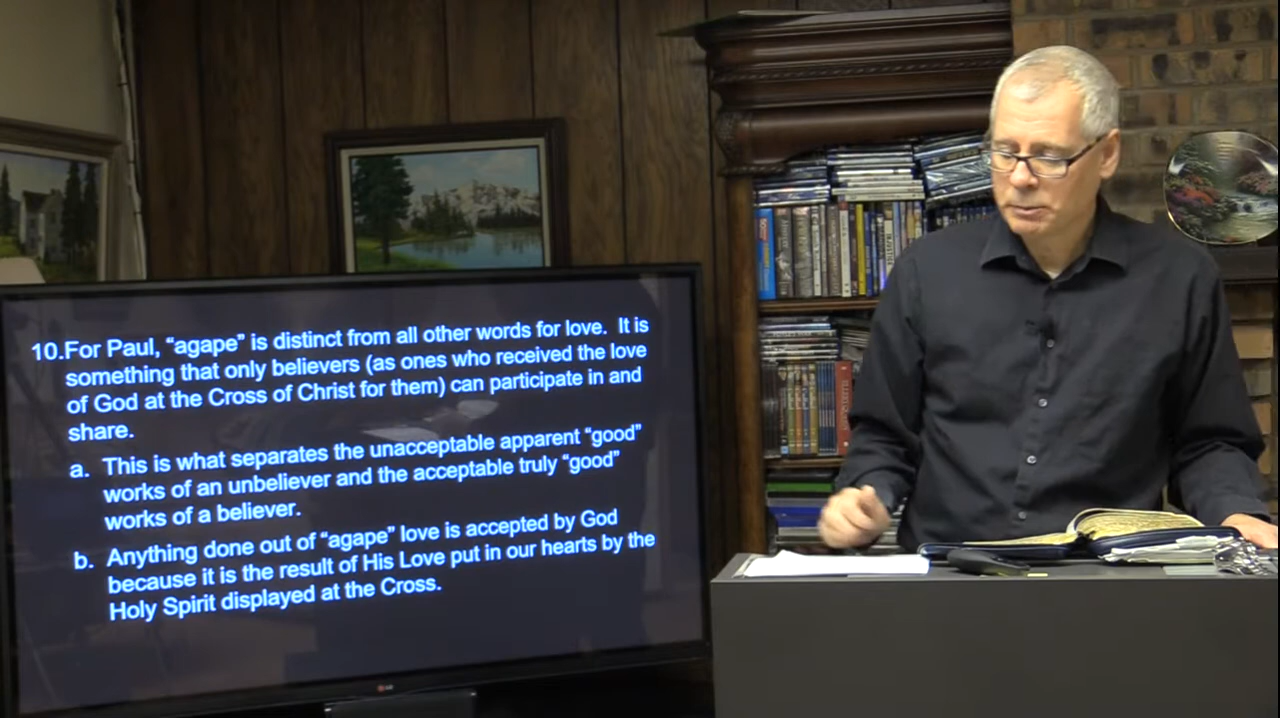 10.For Paul, “agape” is distinct from all other words for love.  It is
something that only believers (as ones who received the love
of God at the Cross of Christ for them) can participate in and
share.
a. This is what separates the unacceptable apparent “good”
works of an unbeliever and the acceptable truly “good”
works of a believer.
b. Anything done out of “agape” love is accepted by God
because it is the result of His Love put in our hearts by the
Holy Spirit displayed at the Cross.
LG